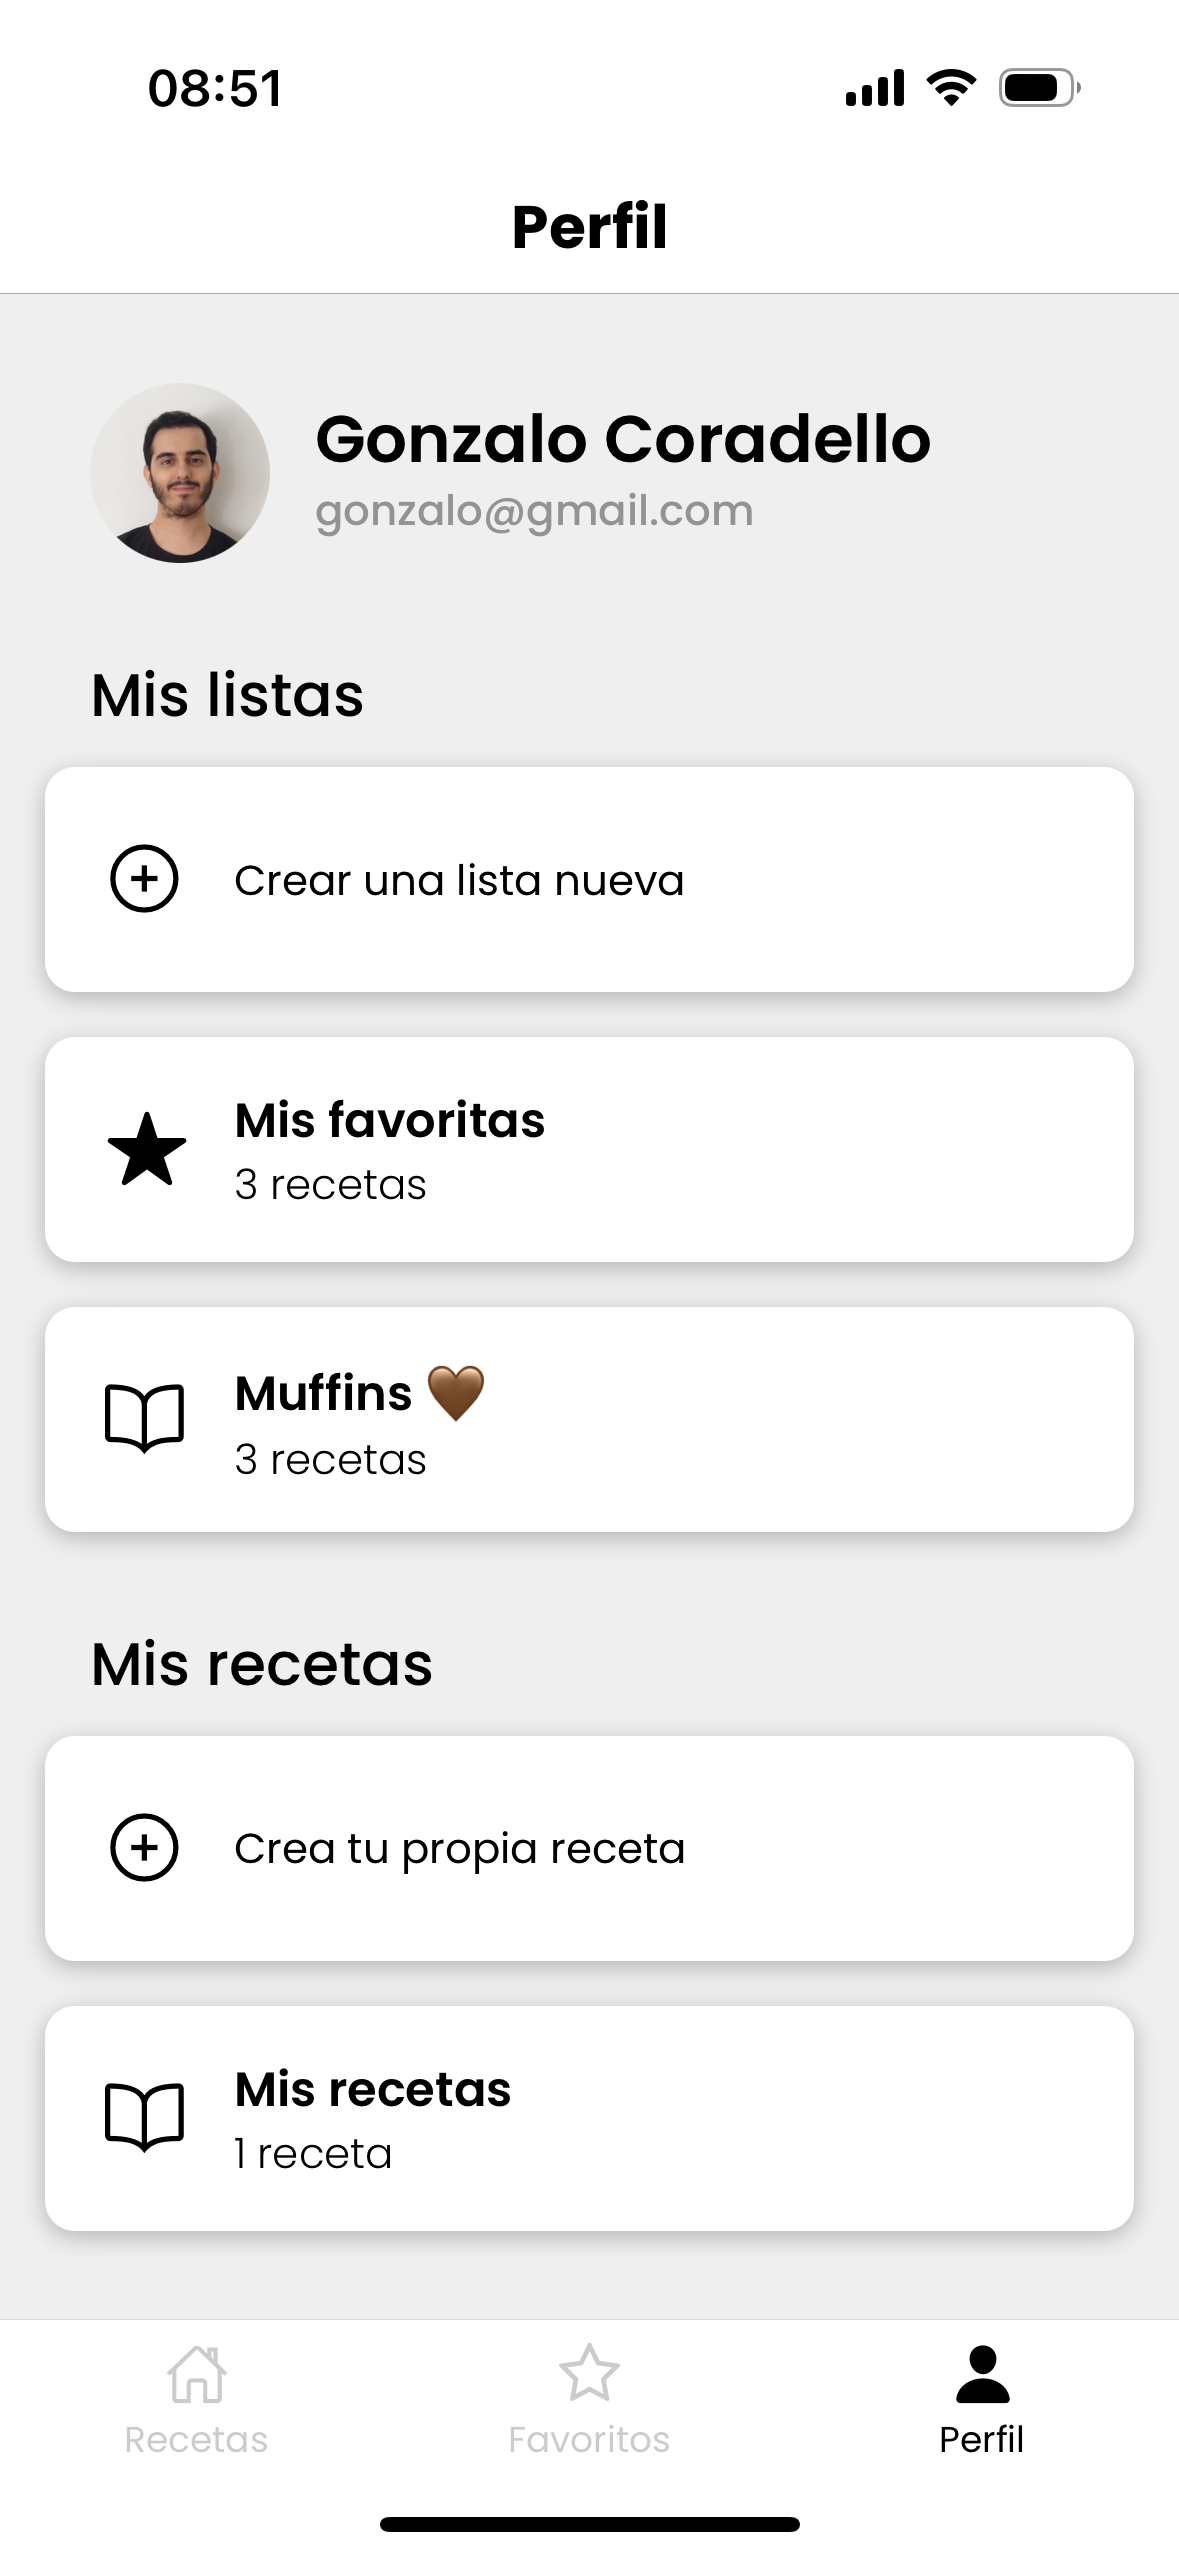 08:51
Perfil
Gonzalo Coradello
gonzalo@gmail.com
Mis listas
Crear una lista nueva
Mis favoritas
3 recetas
Muffins 🤎
3 recetas
Mis recetas
Crea tu propia receta
Mis recetas
1 receta
Recetas
Favoritos
Perfil